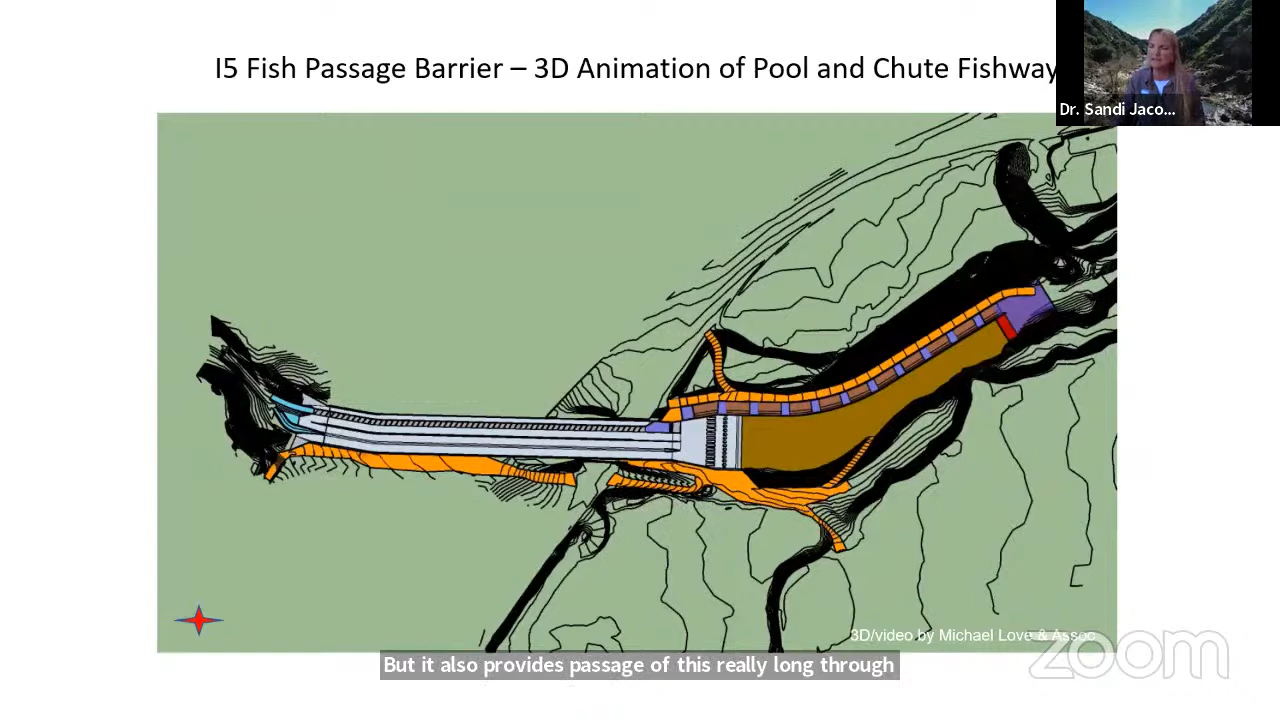 I5 Fish Passage Barrier – 3D Animation of Pool and Chute Fishway
Dr. Sandi Jaco...
3D/video by Michael Love & Assoc
zoom
But it also provides passage of this really long through